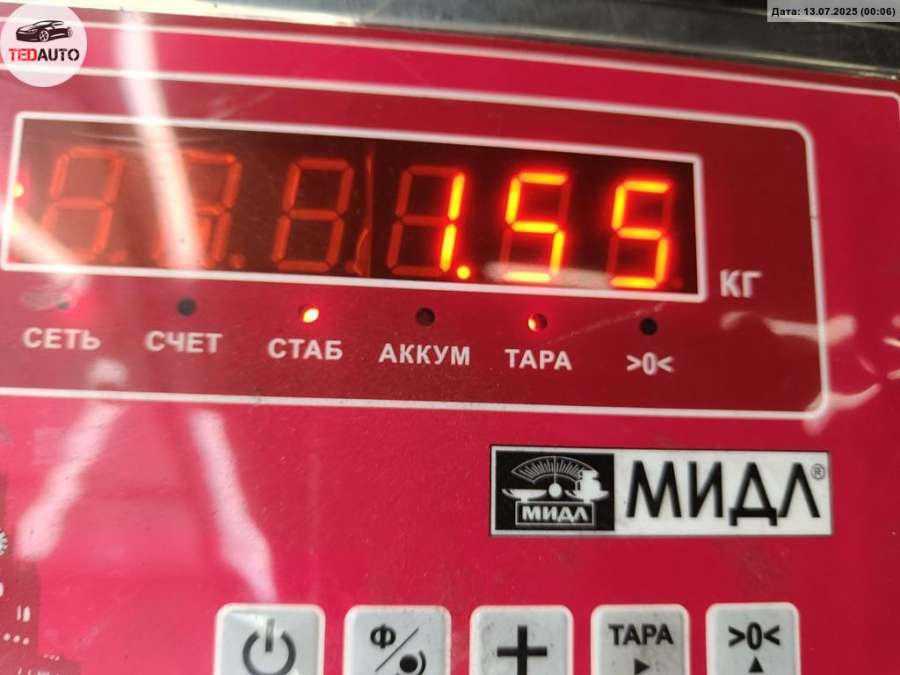 TEDAUTO
Дата: 13.07.2025 (00:06)
1.55
КГ
СЕТЬ СЧЕТ СТАБ АККУМ ТАРА >0<
МИДЛ МИДЛ®
Ф ТАРА >0<